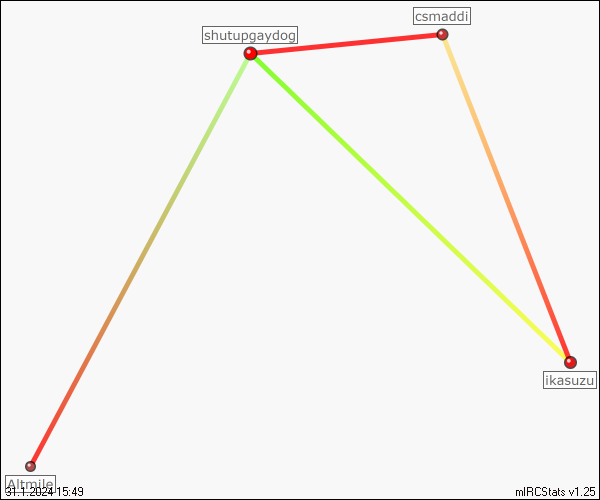 csmaddi
shutupgaydog
ikasuzu
Altmile
31.1.2024 15:49
mIRCStats v1.25